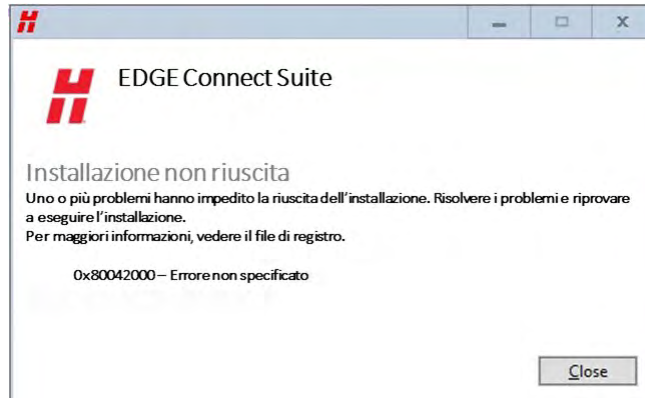 EDGE Connect Suite
Installazione non riuscita
Uno o più problemi hanno impedito la riuscita dell'installazione. Risolvere i problemi e riprovare
a eseguire l'installazione.
Per maggiori informazioni, vedere il file di registro.
0x80042000 – Errore non specificato
Close